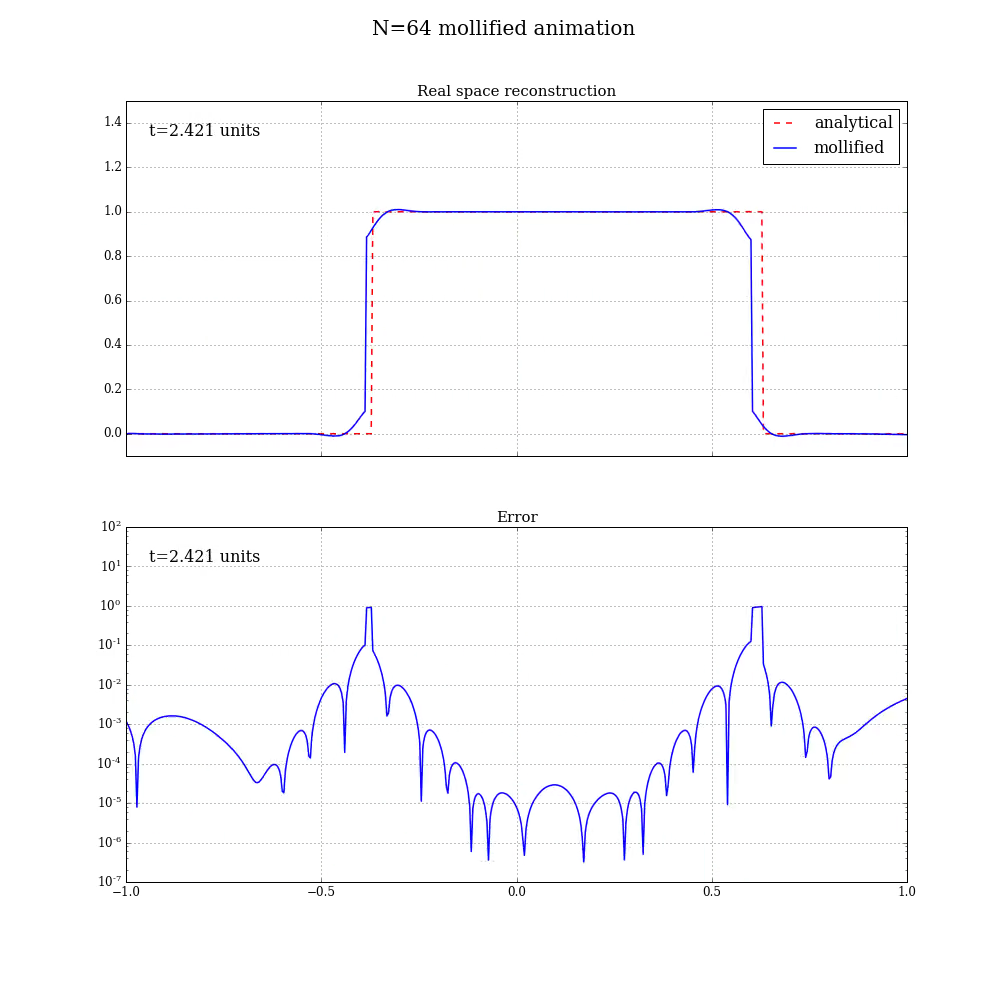 N=64 mollified animation
Real space reconstruction
t=2.421 units
analytical
mollified
1.4
1.2
1.0
0.8
0.6
0.4
0.2
0.0
Error
t=2.421 units
10²
10¹
10⁰
10⁻¹
10⁻²
10⁻³
10⁻⁴
10⁻⁵
10⁻⁶
10⁻⁷
−1.0 −0.5 0.0 0.5 1.0